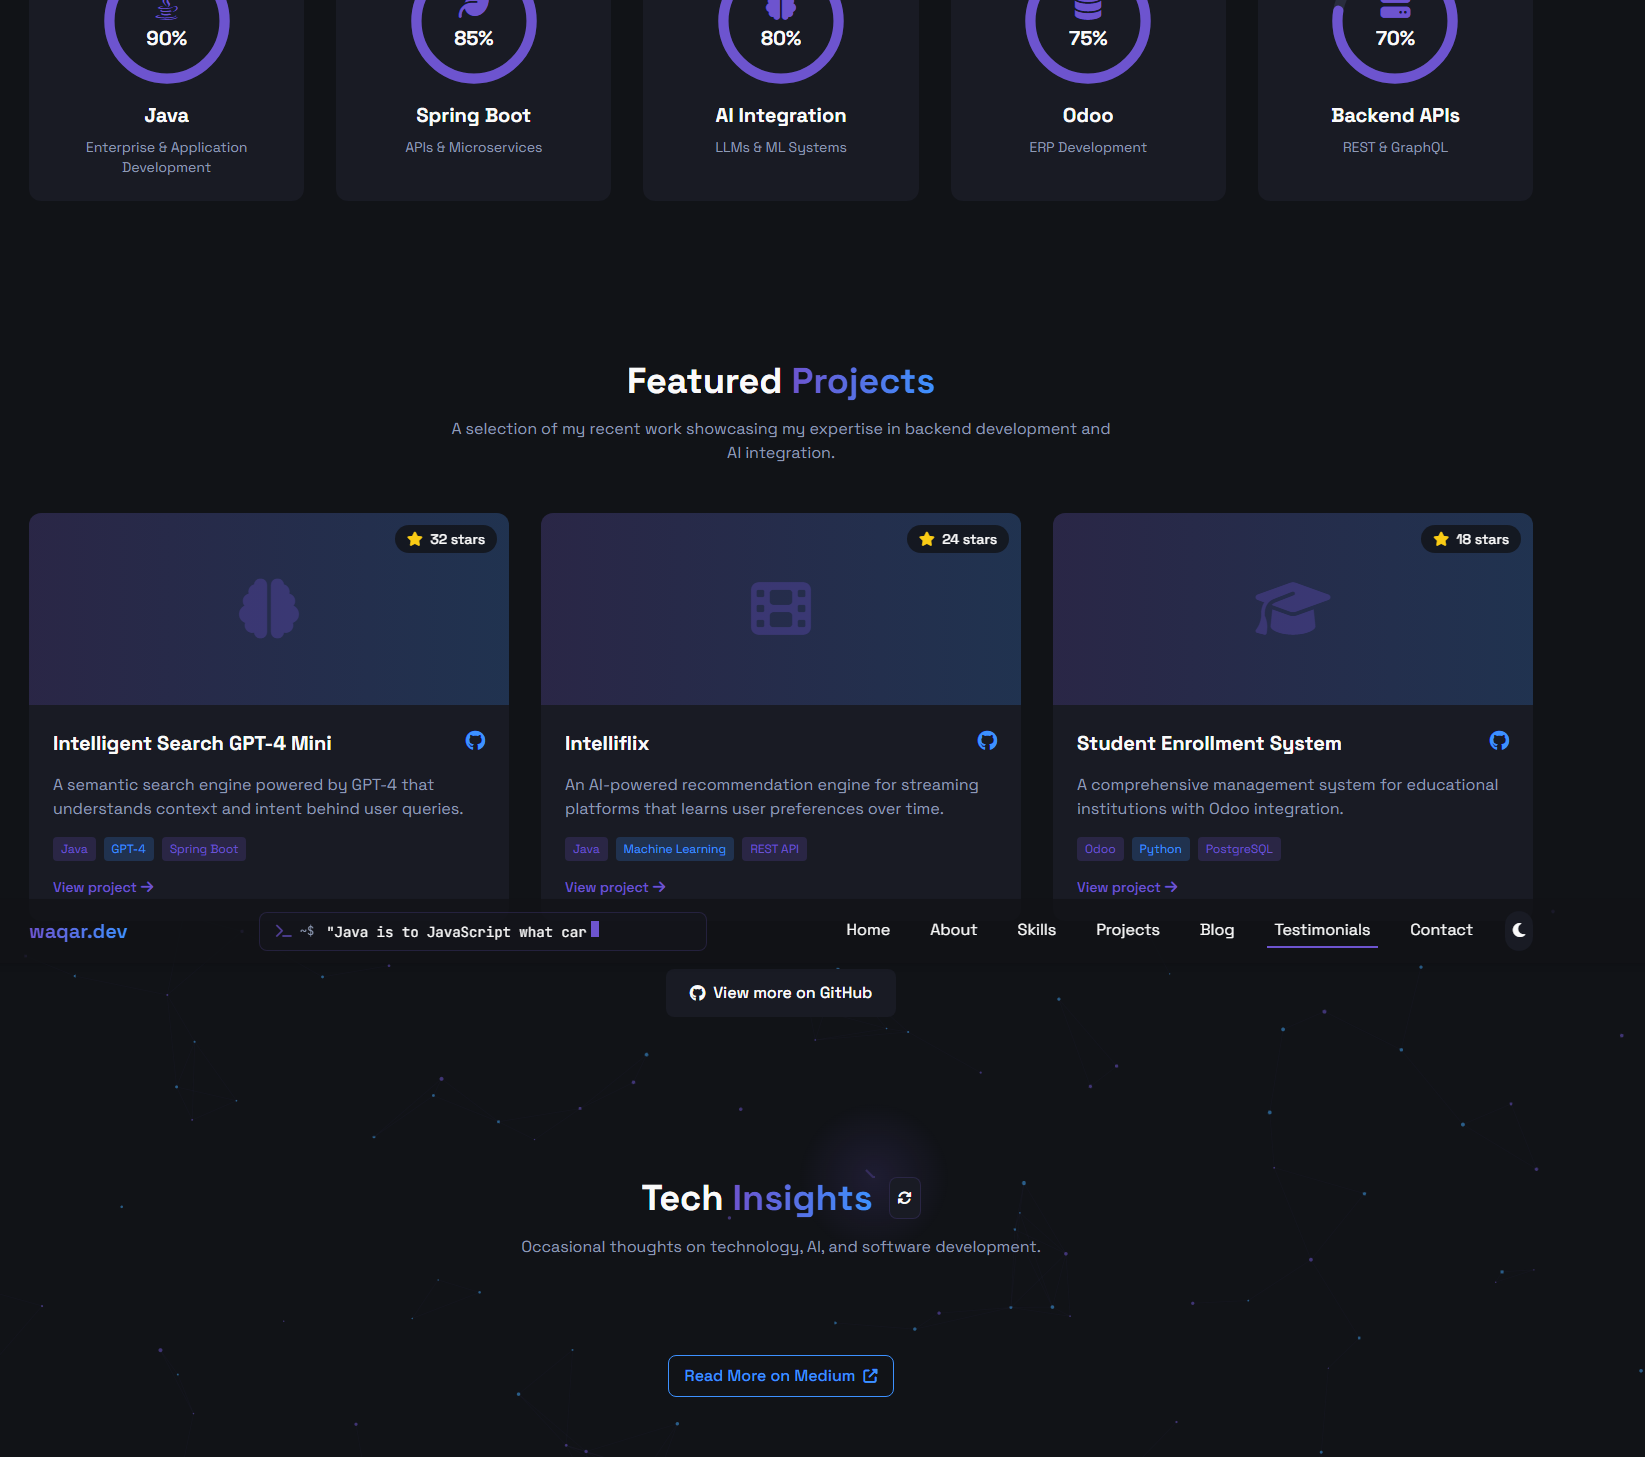 90%
85%
80%
75%
70%
Java
Spring Boot
AI Integration
Odoo
Backend APIs
Enterprise & Application
Development
APIs & Microservices
LLMs & ML Systems
ERP Development
REST & GraphQL
Featured Projects
A selection of my recent work showcasing my expertise in backend development and
AI integration.
32 stars
24 stars
18 stars
Intelligent Search GPT-4 Mini
A semantic search engine powered by GPT-4 that
understands context and intent behind user queries.
Java GPT-4 Spring Boot
View project →
Intelliflix
An AI-powered recommendation engine for streaming
platforms that learns user preferences over time.
Java Machine Learning REST API
View project →
Student Enrollment System
A comprehensive management system for educational
institutions with Odoo integration.
Odoo Python PostgreSQL
View project →
waqar.dev
~$ "Java is to JavaScript what car
Home About Skills Projects Blog Testimonials Contact
View more on GitHub
Tech Insights
Occasional thoughts on technology, AI, and software development.
Read More on Medium